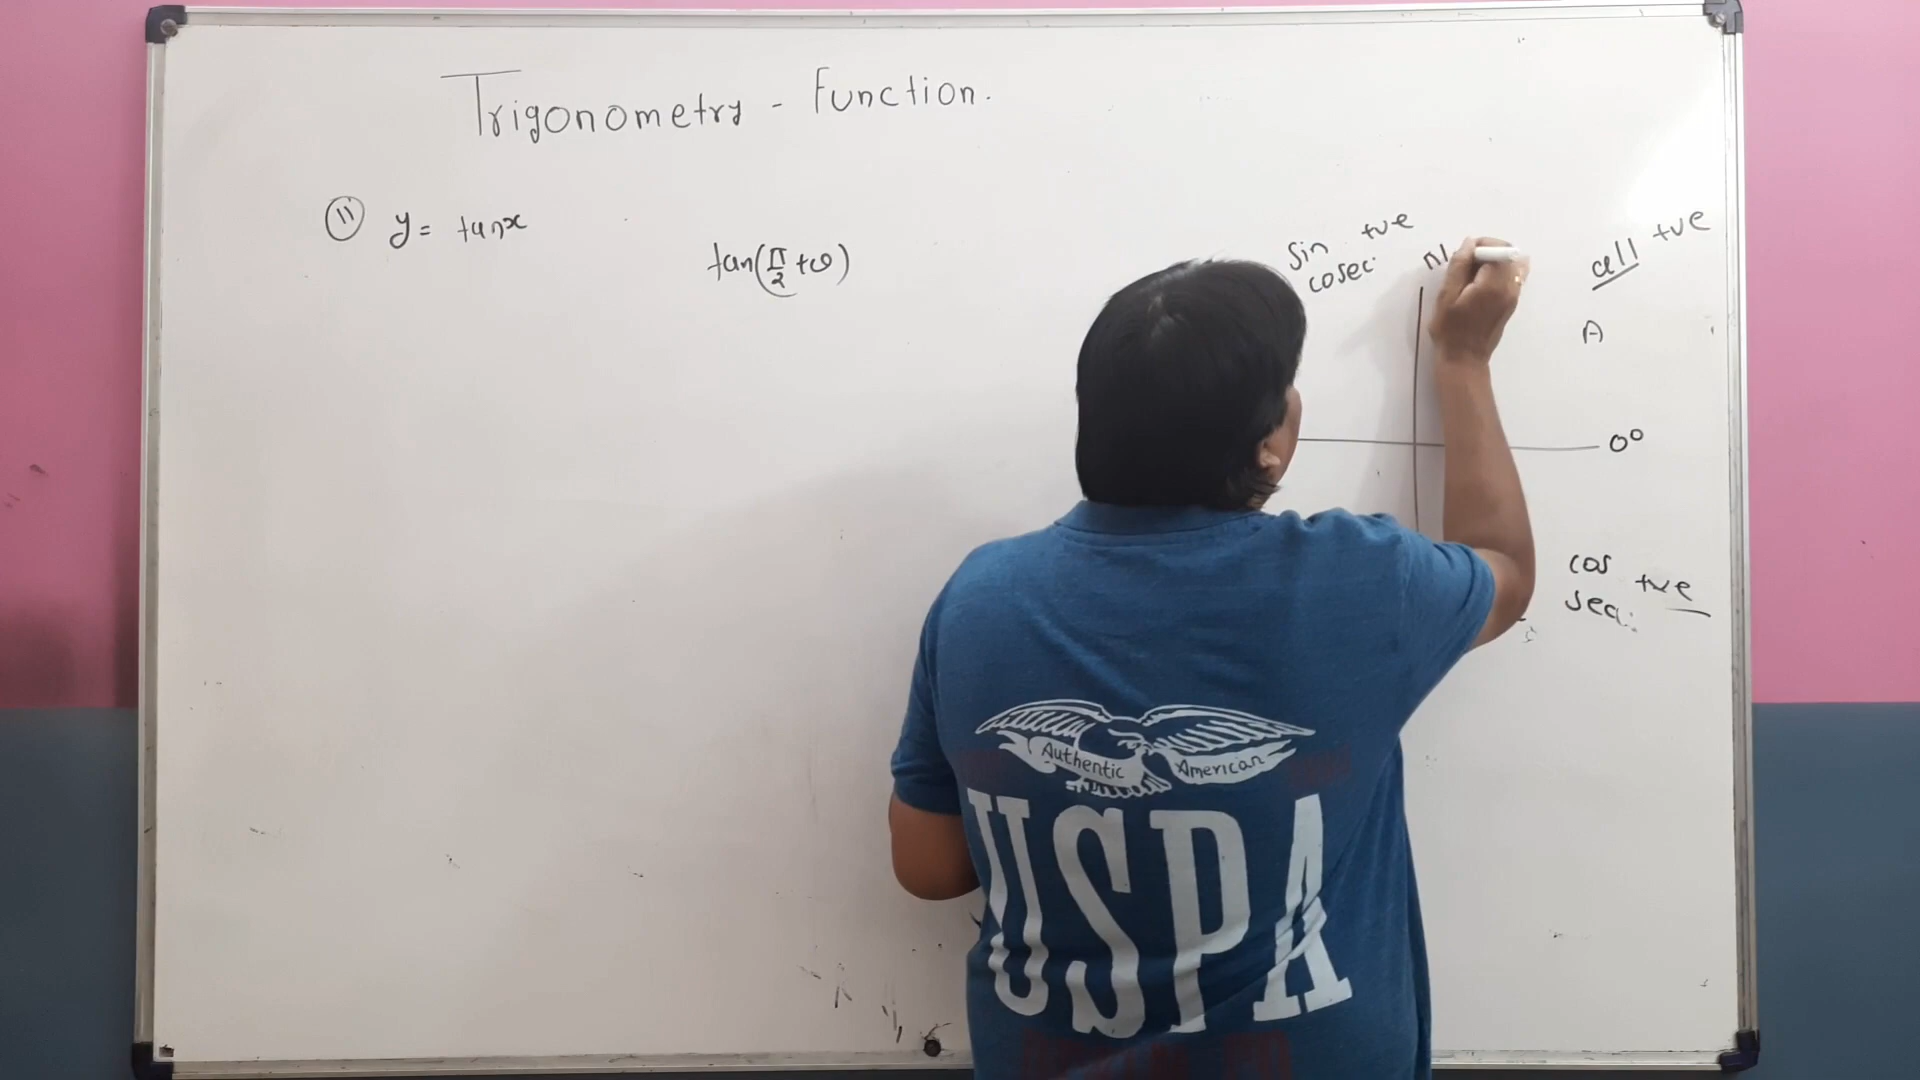 Trigonometry - Function.
11 y = tanx
tan(π/2 + θ)
sin +ve
cosec
all +ve
A
0°
cos +ve
sec
Authentic American
USPA